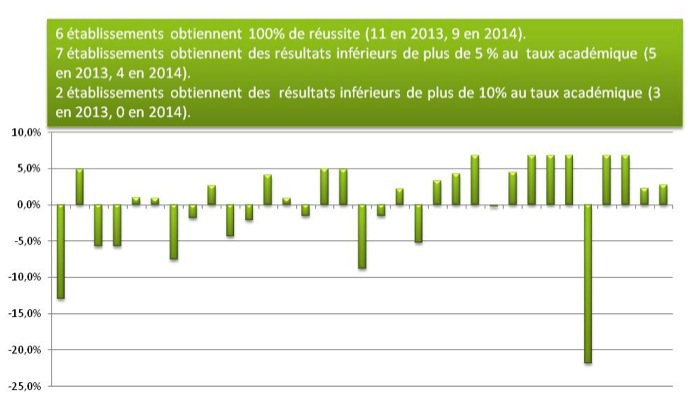 6 établissements obtiennent 100% de réussite (11 en 2013, 9 en 2014).
7 établissements obtiennent des résultats inférieurs de plus de 5 % au taux académique (5
en 2013, 4 en 2014).
2 établissements obtiennent des résultats inférieurs de plus de 10% au taux académique (3
en 2013, 0 en 2014).
10,0%
5,0%
0,0%
-5,0%
-10,0%
-15,0%
-20,0%
-25,0%